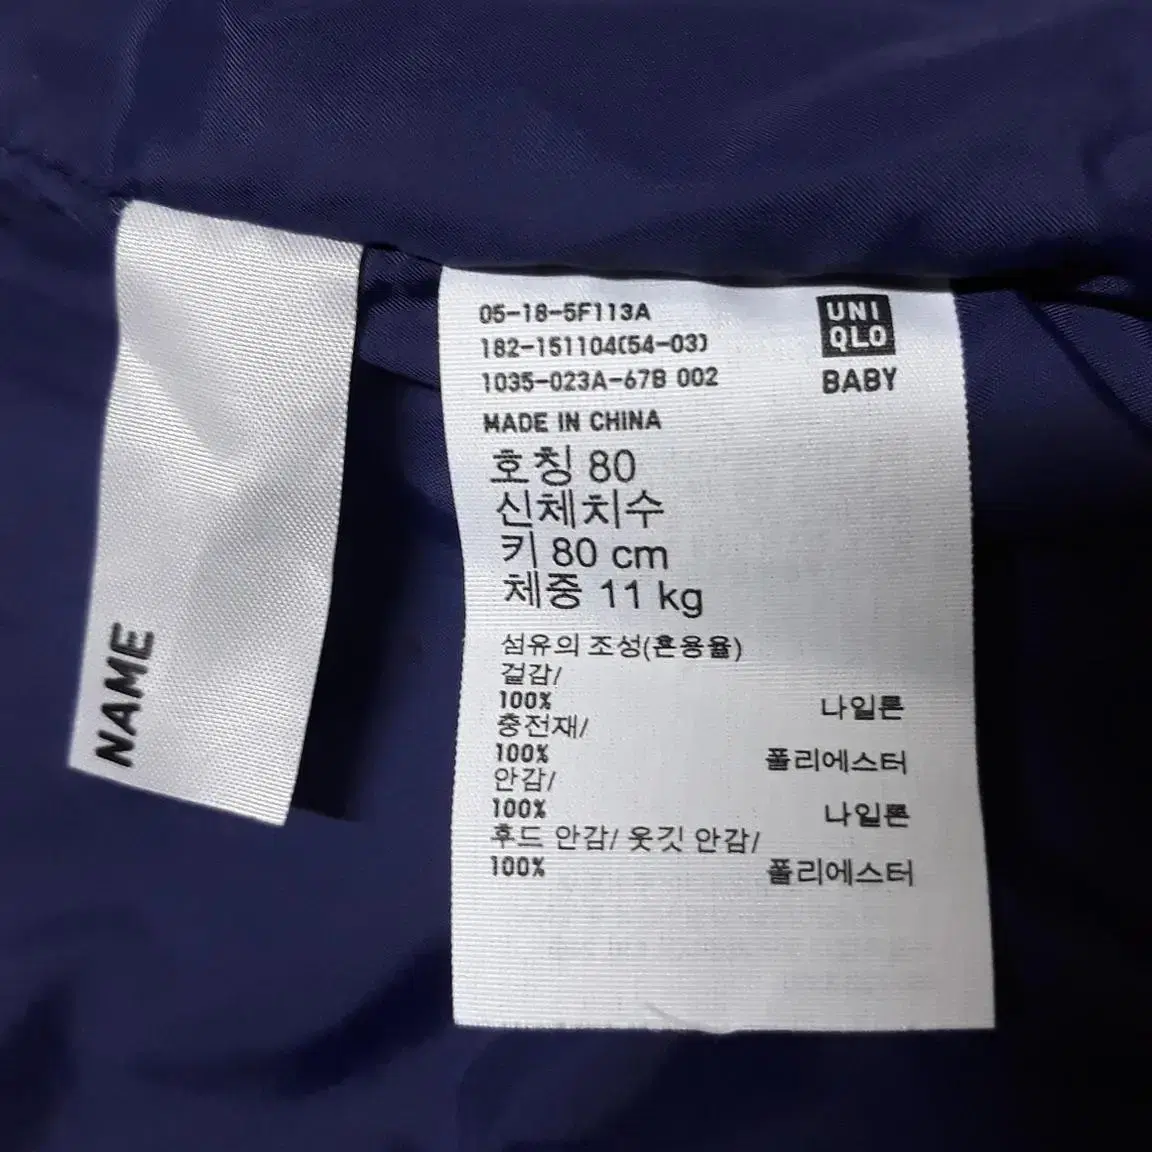 NAME
05-18-5F113A
182-151104(54-03)
1035-023A-67B 002
UNI
QLO
BABY
MADE IN CHINA
호칭 80
신체치수
키 80 cm
체중 11 kg
섬유의 조성(혼용율)
겉감/
100% 나일론
충전재/
100% 폴리에스터
안감/
100% 나일론
후드 안감/ 옷깃 안감/
100% 폴리에스터